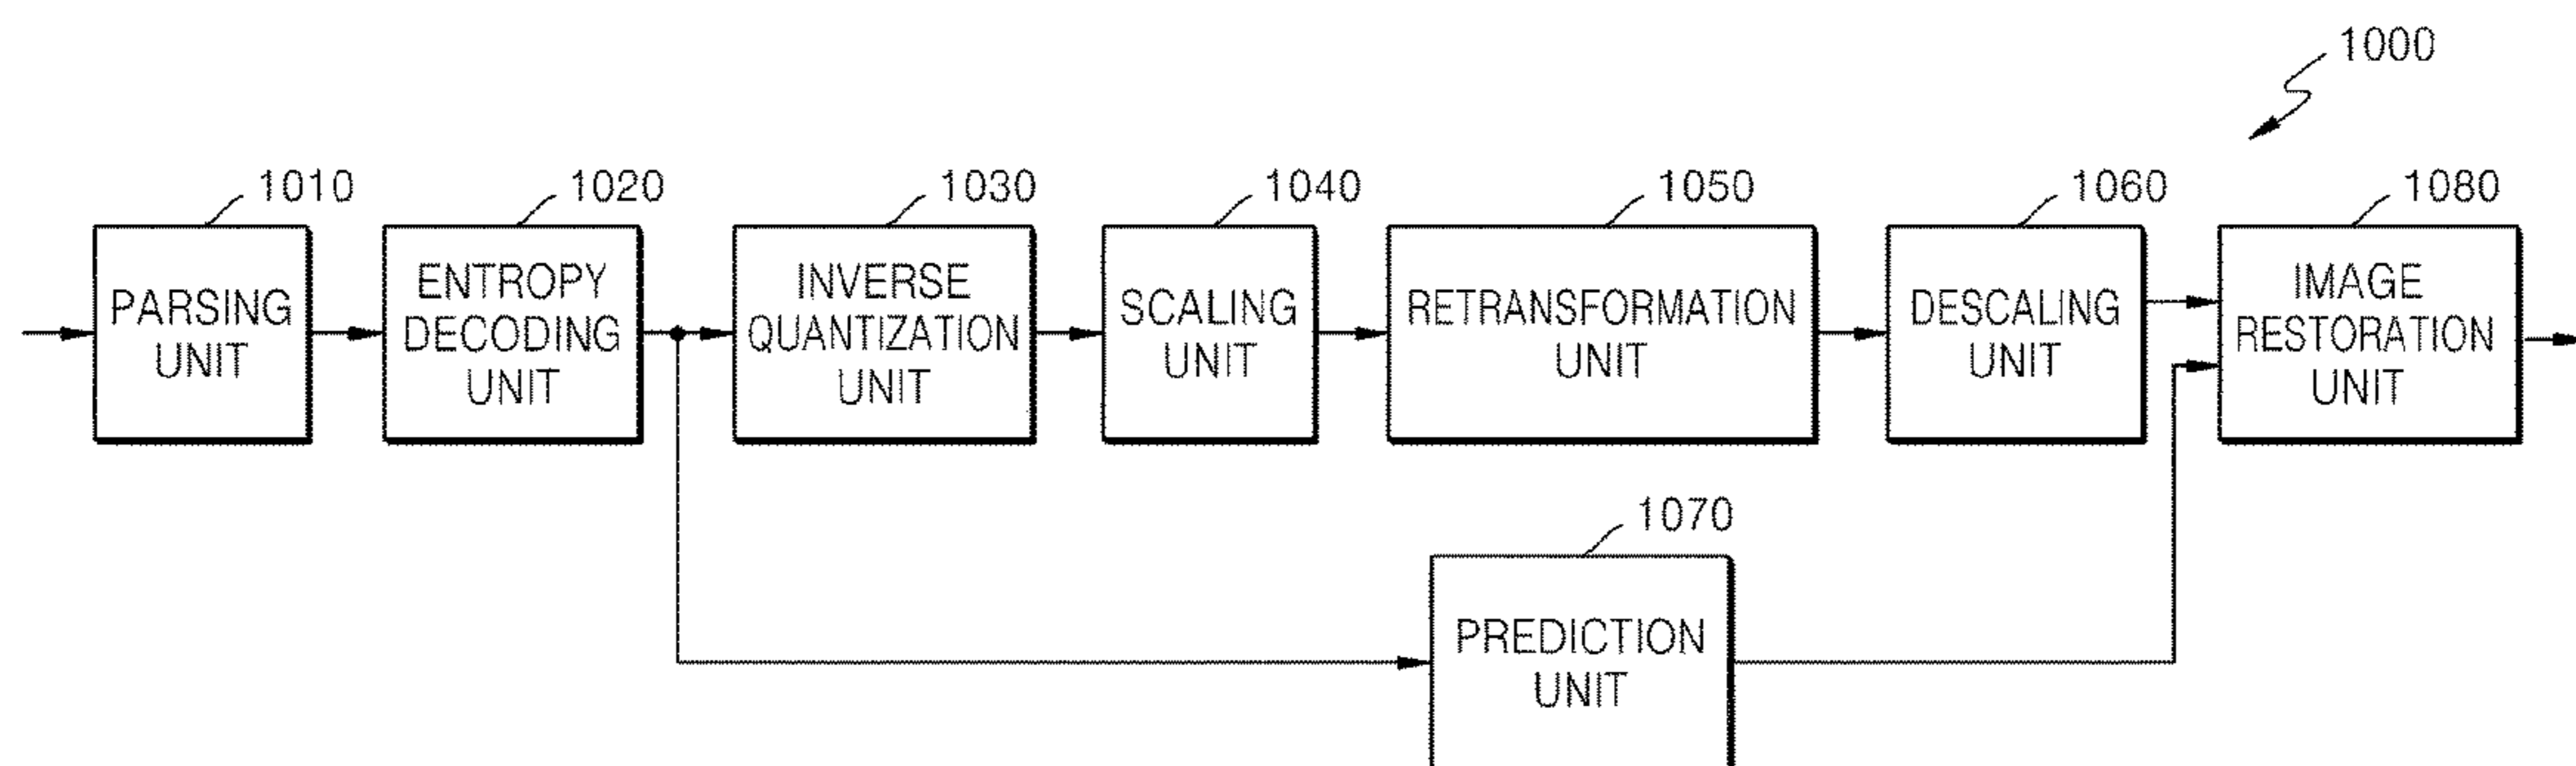 1000
1010
1020
1030
1040
1050
1060
1080
PARSING
UNIT
ENTROPY
DECODING
UNIT
INVERSE
QUANTIZATION
UNIT
SCALING
UNIT
RETRANSFORMATION
UNIT
DESCALING
UNIT
IMAGE
RESTORATION
UNIT
1070
PREDICTION
UNIT